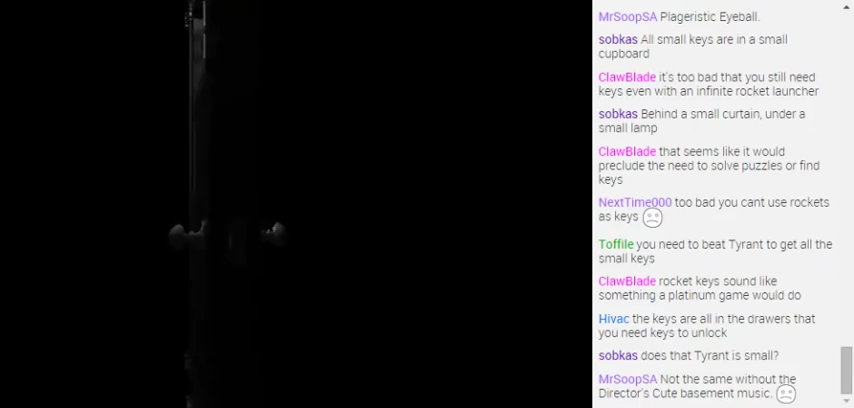 MrSoopSA Plageristic Eyeball.
sobkas All small keys are in a small
cupboard
ClawBlade it's too bad that you still need
keys even with an infinite rocket launcher
sobkas Behind a small curtain, under a
small lamp
ClawBlade that seems like it would
preclude the need to solve puzzles or find
keys
NextTime000 too bad you cant use rockets
as keys
Toffile you need to beat Tyrant to get all the
small keys
ClawBlade rocket keys sound like
something a platinum game would do
Hivac the keys are all in the drawers that
you need keys to unlock
sobkas does that Tyrant is small?
MrSoopSA Not the same without the
Director's Cute basement music.